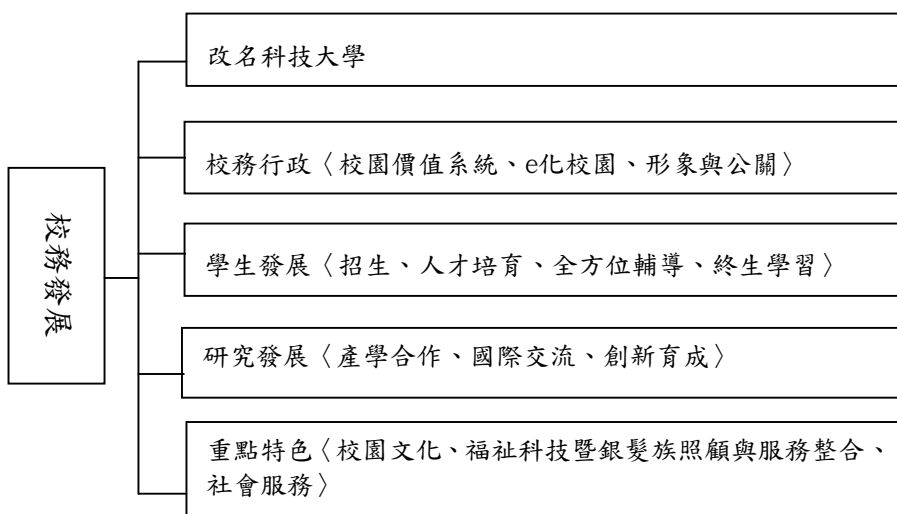 改名科技大學
校務行政〈校園價值系統、e化校園、形象與公關〉
校務發展
學生發展〈招生、人才培育、全方位輔導、終生學習〉
研究發展〈產學合作、國際交流、創新育成〉
重點特色〈校園文化、福祉科技暨銀髮族照顧與服務整合、
社會服務〉